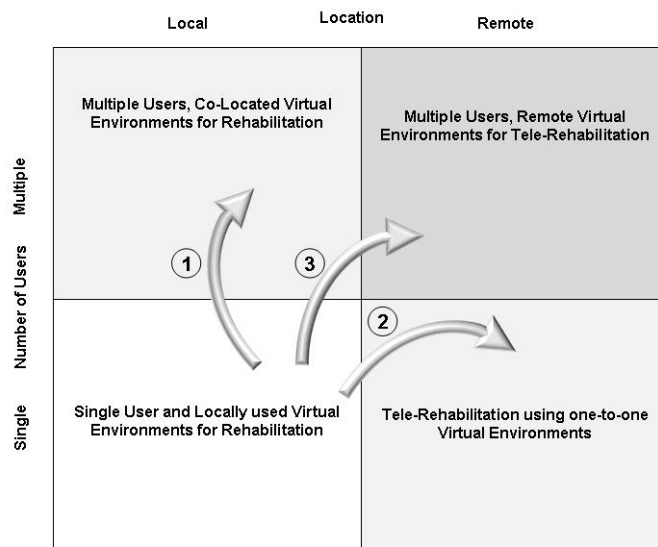 Location
Local
Remote
Multiple Users, Co-Located Virtual
Environments for Rehabilitation
Multiple Users, Remote Virtual
Environments for Tele-Rehabilitation
Multiple
Number of Users
Single
1
3
2
Single User and Locally used Virtual
Environments for Rehabilitation
Tele-Rehabilitation using one-to-one
Virtual Environments